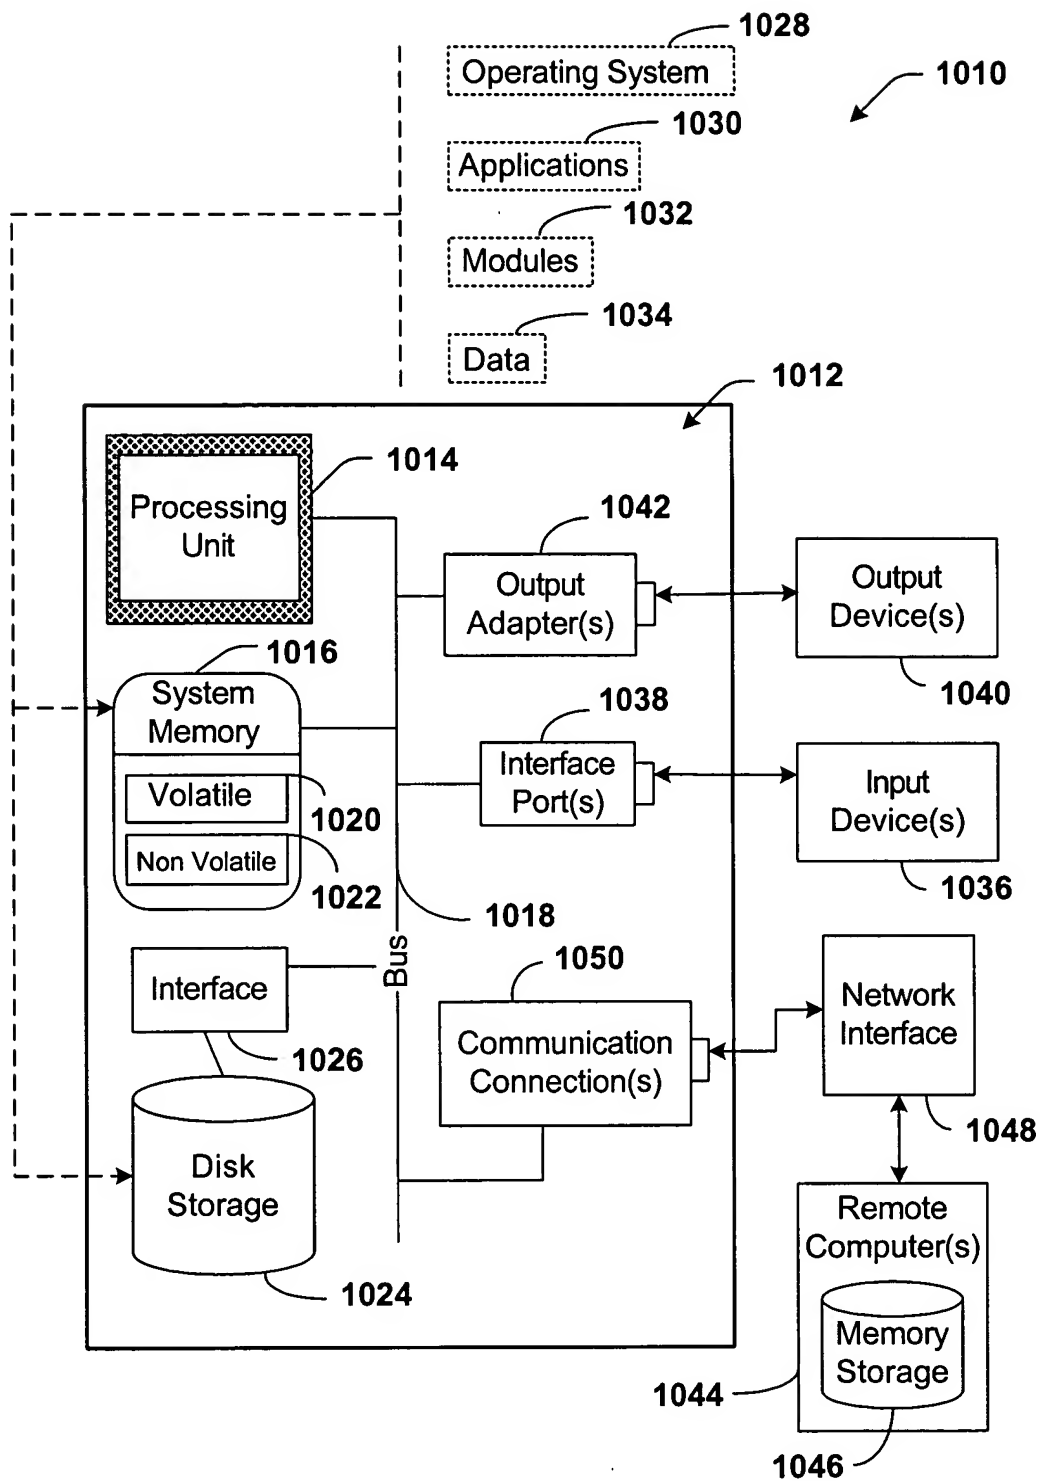 1028
Operating System
1010
1030
Applications
1032
Modules
1034
Data
1012
1014
Processing
Unit
1042
Output
Adapter(s)
Output
Device(s)
1040
1016
System
Memory
1038
Interface
Port(s)
Input
Device(s)
1036
Volatile
1020
Non Volatile
1022
1018
Bus
Interface
1026
1050
Communication
Connection(s)
Network
Interface
1048
Disk
Storage
1024
Remote
Computer(s)
Memory
Storage
1044
1046